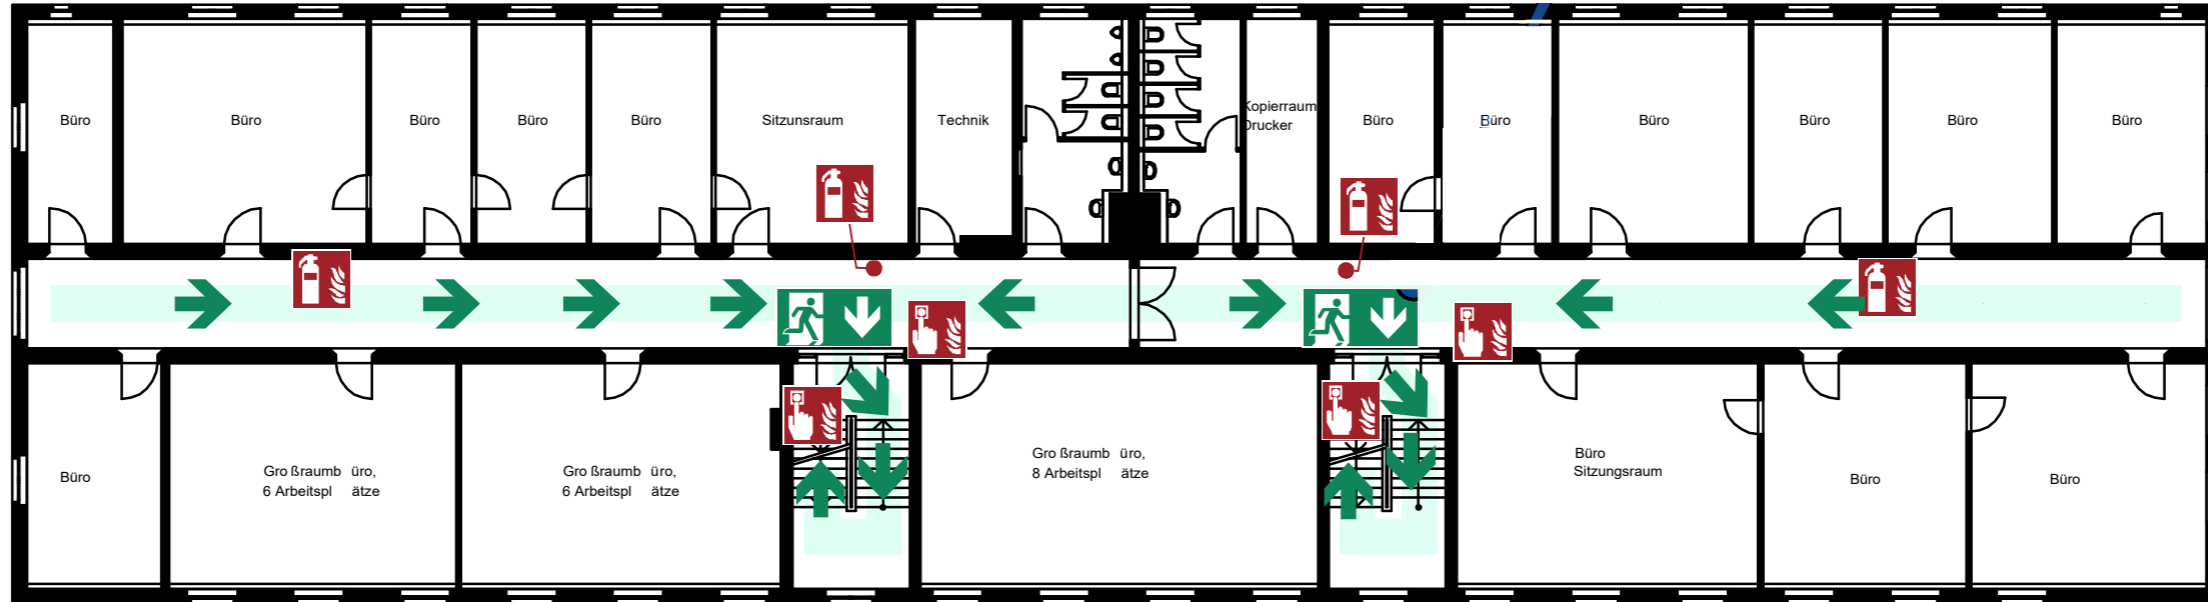 Büro
Büro
Büro
Büro
Büro
Sitzunsraum
Technik
Kopierraum
Drucker
Büro
Büro
Büro
Büro
Büro
Büro
Büro
Gro ßraumb üro,
6 Arbeitspl ätze
Gro ßraumb üro,
6 Arbeitspl ätze
Gro ßraumb üro,
8 Arbeitspl ätze
Büro
Sitzungsraum
Büro
Büro